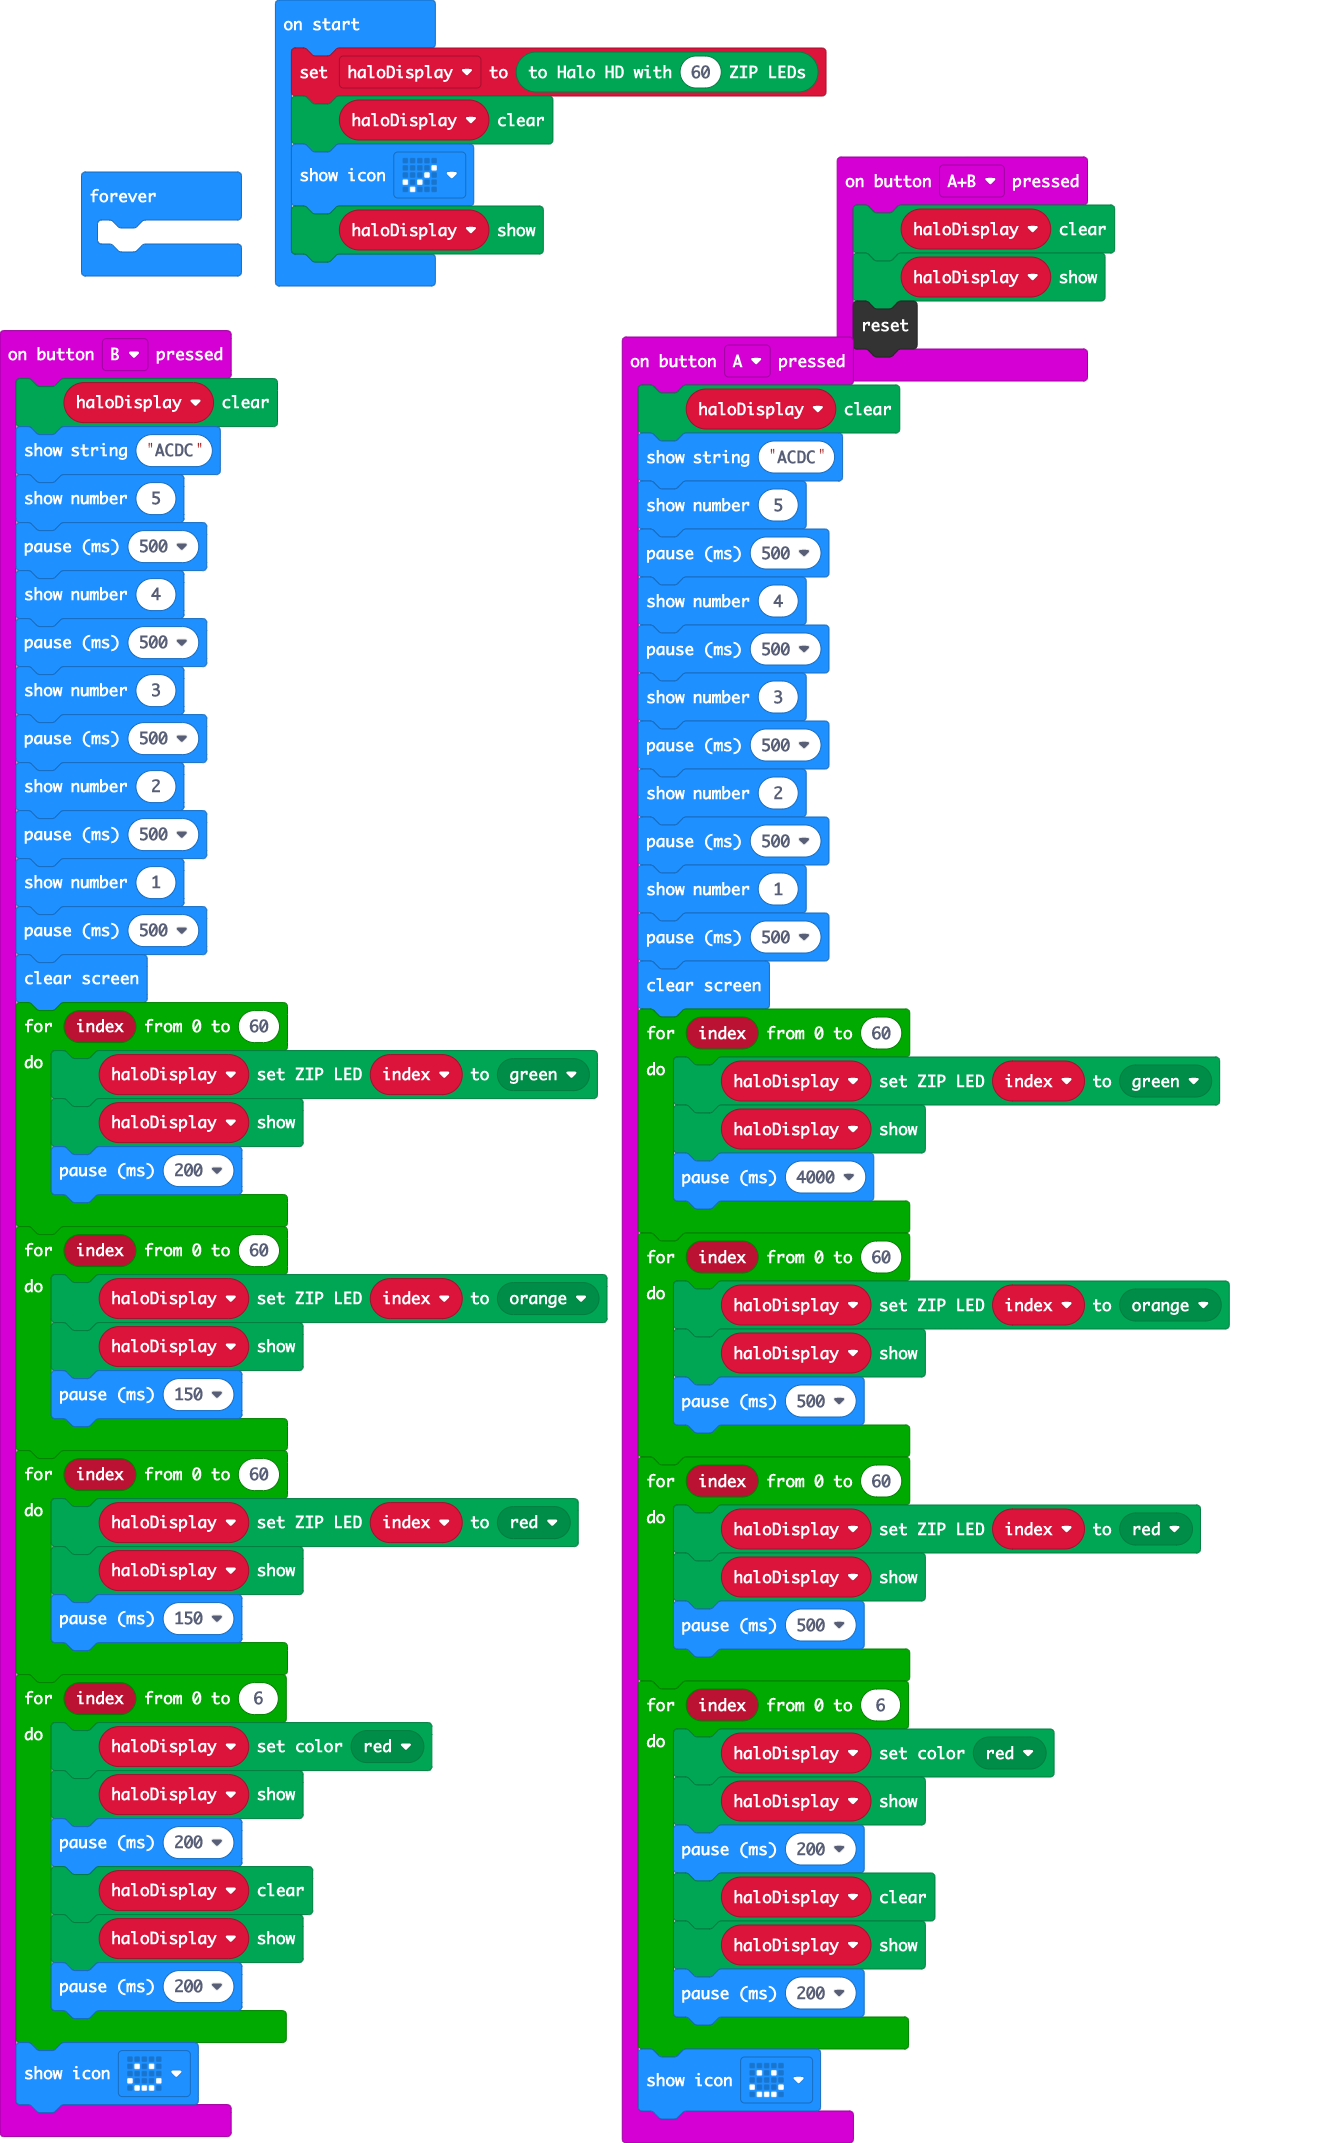 on start
set haloDisplay to to Halo HD with 60 ZIP LEDs
haloDisplay clear
show icon
haloDisplay show
forever
on button A+B pressed
haloDisplay clear
haloDisplay show
reset
on button B pressed
haloDisplay clear
show string "ACDC"
show number 5
pause (ms) 500
show number 4
pause (ms) 500
show number 3
pause (ms) 500
show number 2
pause (ms) 500
show number 1
pause (ms) 500
clear screen
for index from 0 to 60
do
haloDisplay set ZIP LED index to green
haloDisplay show
pause (ms) 200
for index from 0 to 60
do
haloDisplay set ZIP LED index to orange
haloDisplay show
pause (ms) 150
for index from 0 to 60
do
haloDisplay set ZIP LED index to red
haloDisplay show
pause (ms) 150
for index from 0 to 6
do
haloDisplay set color red
haloDisplay show
pause (ms) 200
haloDisplay clear
haloDisplay show
pause (ms) 200
show icon
on button A pressed
haloDisplay clear
show string "ACDC"
show number 5
pause (ms) 500
show number 4
pause (ms) 500
show number 3
pause (ms) 500
show number 2
pause (ms) 500
show number 1
pause (ms) 500
clear screen
for index from 0 to 60
do
haloDisplay set ZIP LED index to green
haloDisplay show
pause (ms) 4000
for index from 0 to 60
do
haloDisplay set ZIP LED index to orange
haloDisplay show
pause (ms) 500
for index from 0 to 60
do
haloDisplay set ZIP LED index to red
haloDisplay show
pause (ms) 500
for index from 0 to 6
do
haloDisplay set color red
haloDisplay show
pause (ms) 200
haloDisplay clear
haloDisplay show
pause (ms) 200
show icon